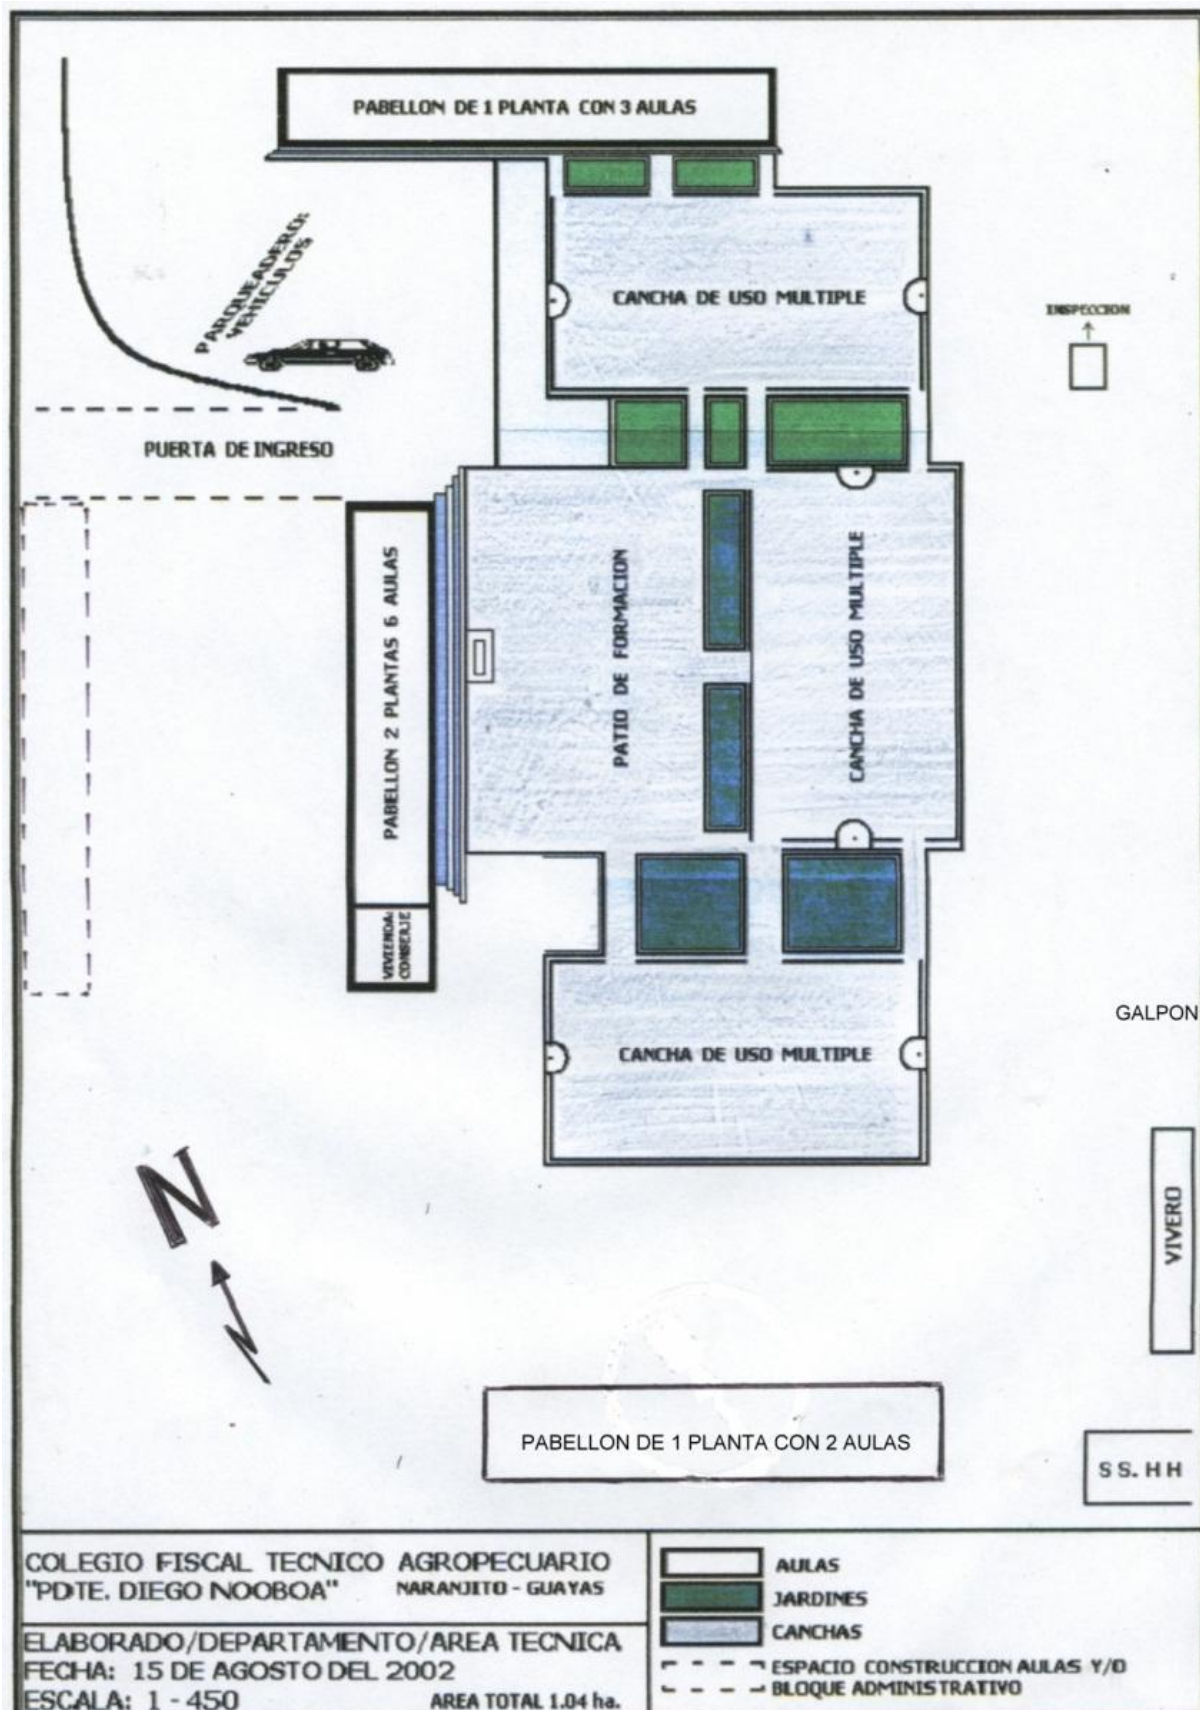 PABELLON DE 1 PLANTA CON 3 AULAS
PARQUEADERO:
VEHICULOS
CANCHA DE USO MULTIPLE
INSPECCION
PUERTA DE INGRESO
PABELLON 2 PLANTAS 6 AULAS
PATIO DE FORMACION
CANCHA DE USO MULTIPLE
VIVIENDA:
CONSERJE
GALPON
CANCHA DE USO MULTIPLE
N
VIVERO
PABELLON DE 1 PLANTA CON 2 AULAS
S S. H H
COLEGIO FISCAL TECNICO AGROPECUARIO
"PDTE. DIEGO NOOBOA" NARANJITO - GUAYAS
ELABORADO/DEPARTAMENTO/AREA TECNICA
FECHA: 15 DE AGOSTO DEL 2002
ESCALA: 1 - 450 AREA TOTAL 1.04 ha.
AULAS
JARDINES
CANCHAS
ESPACIO CONSTRUCCION AULAS Y/O
BLOQUE ADMINISTRATIVO